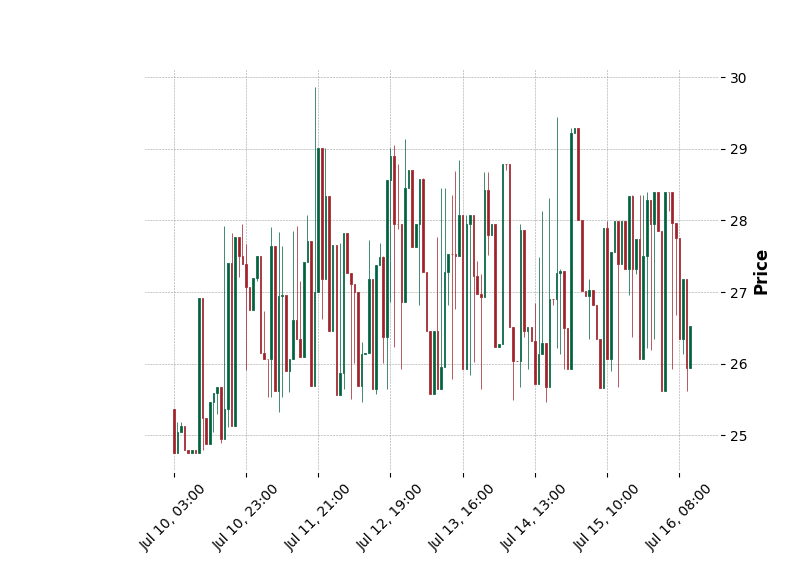 30
29
28
27
26
25
Price
Jul 10, 03:00
Jul 10, 23:00
Jul 11, 21:00
Jul 12, 19:00
Jul 13, 16:00
Jul 14, 13:00
Jul 15, 10:00
Jul 16, 08:00